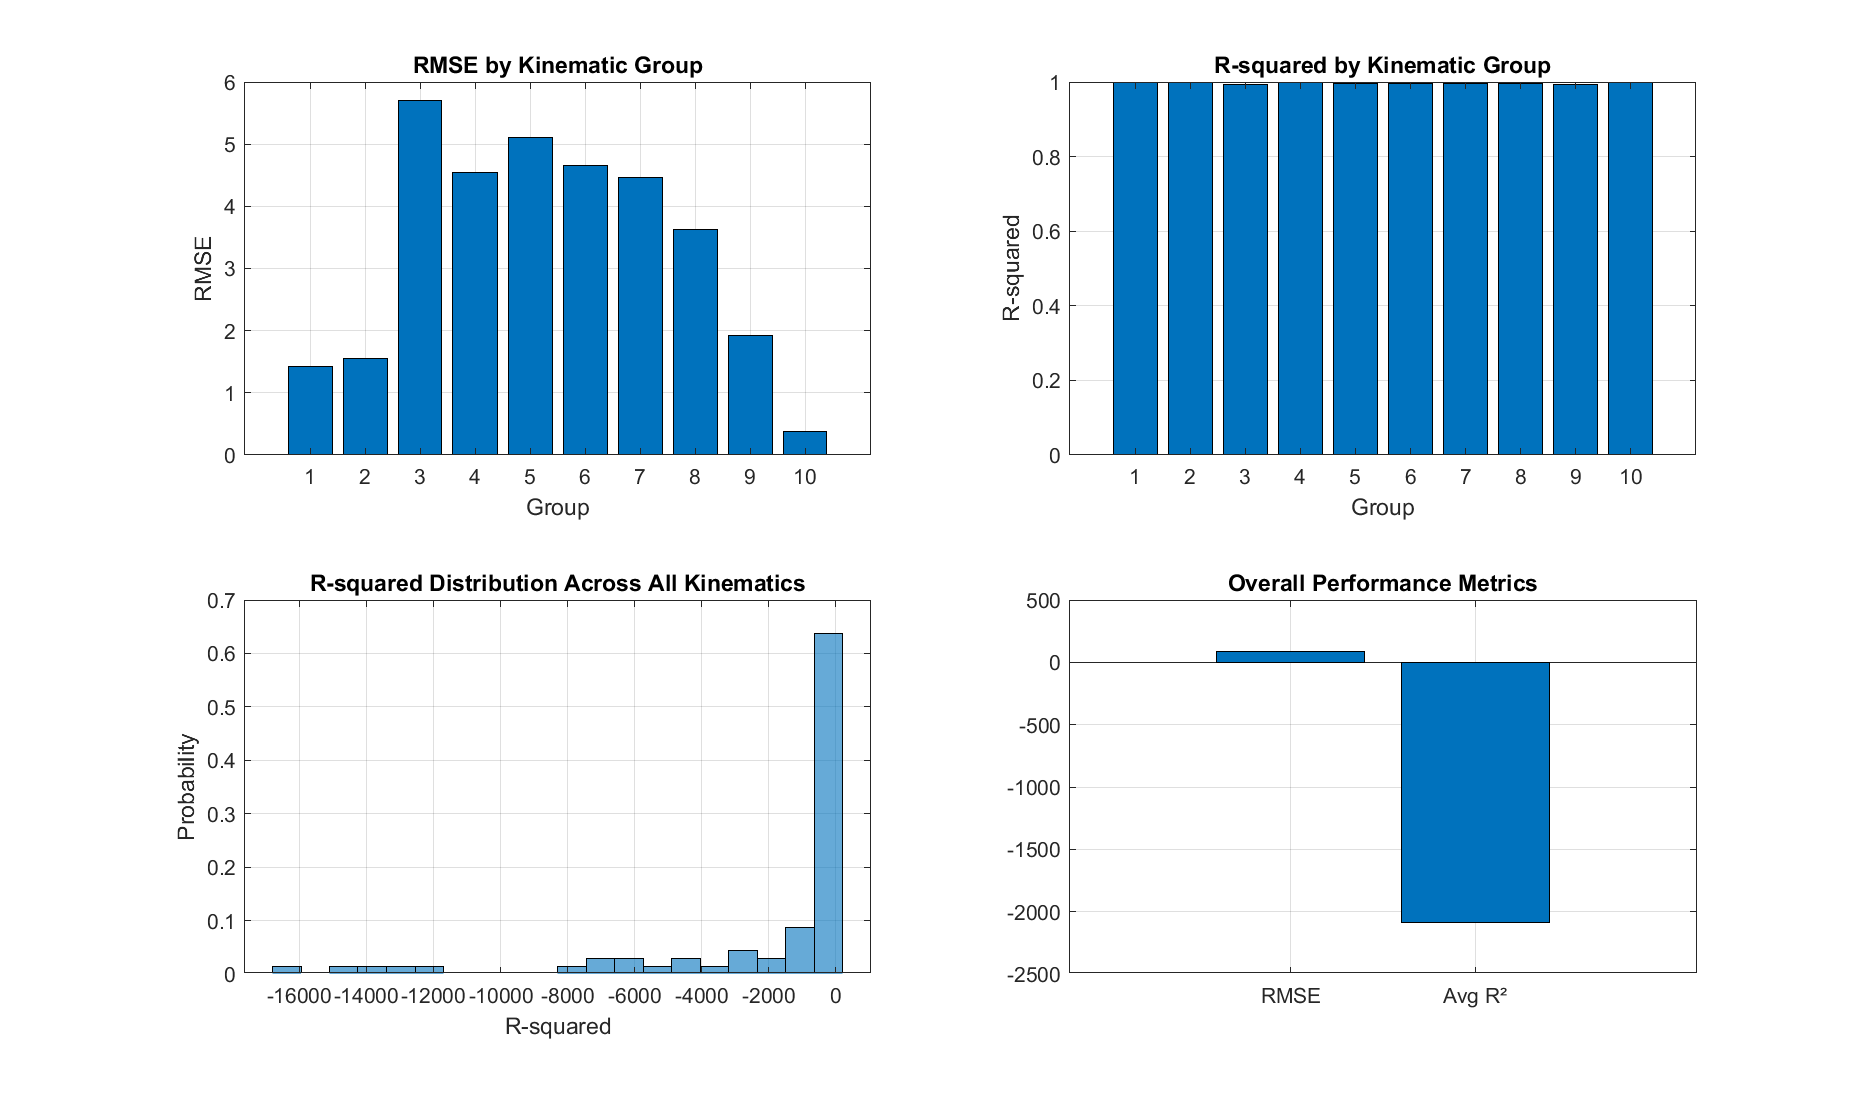 RMSE by Kinematic Group
6
5
4
3
2
1
0
RMSE
1 2 3 4 5 6 7 8 9 10
Group
R-squared by Kinematic Group
1
0.8
0.6
0.4
0.2
0
R-squared
1 2 3 4 5 6 7 8 9 10
Group
R-squared Distribution Across All Kinematics
0.7
0.6
0.5
0.4
0.3
0.2
0.1
0
Probability
-16000 -14000 -12000 -10000 -8000 -6000 -4000 -2000 0
R-squared
Overall Performance Metrics
500
0
-500
-1000
-1500
-2000
-2500
RMSE Avg R²